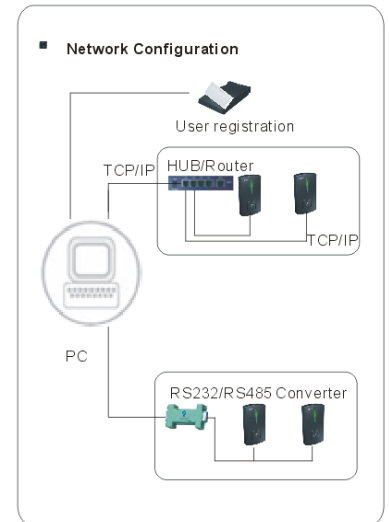 Network Configuration
User registration
TCP/IP
HUB/Router
TCP/IP
PC
RS232/RS485 Converter